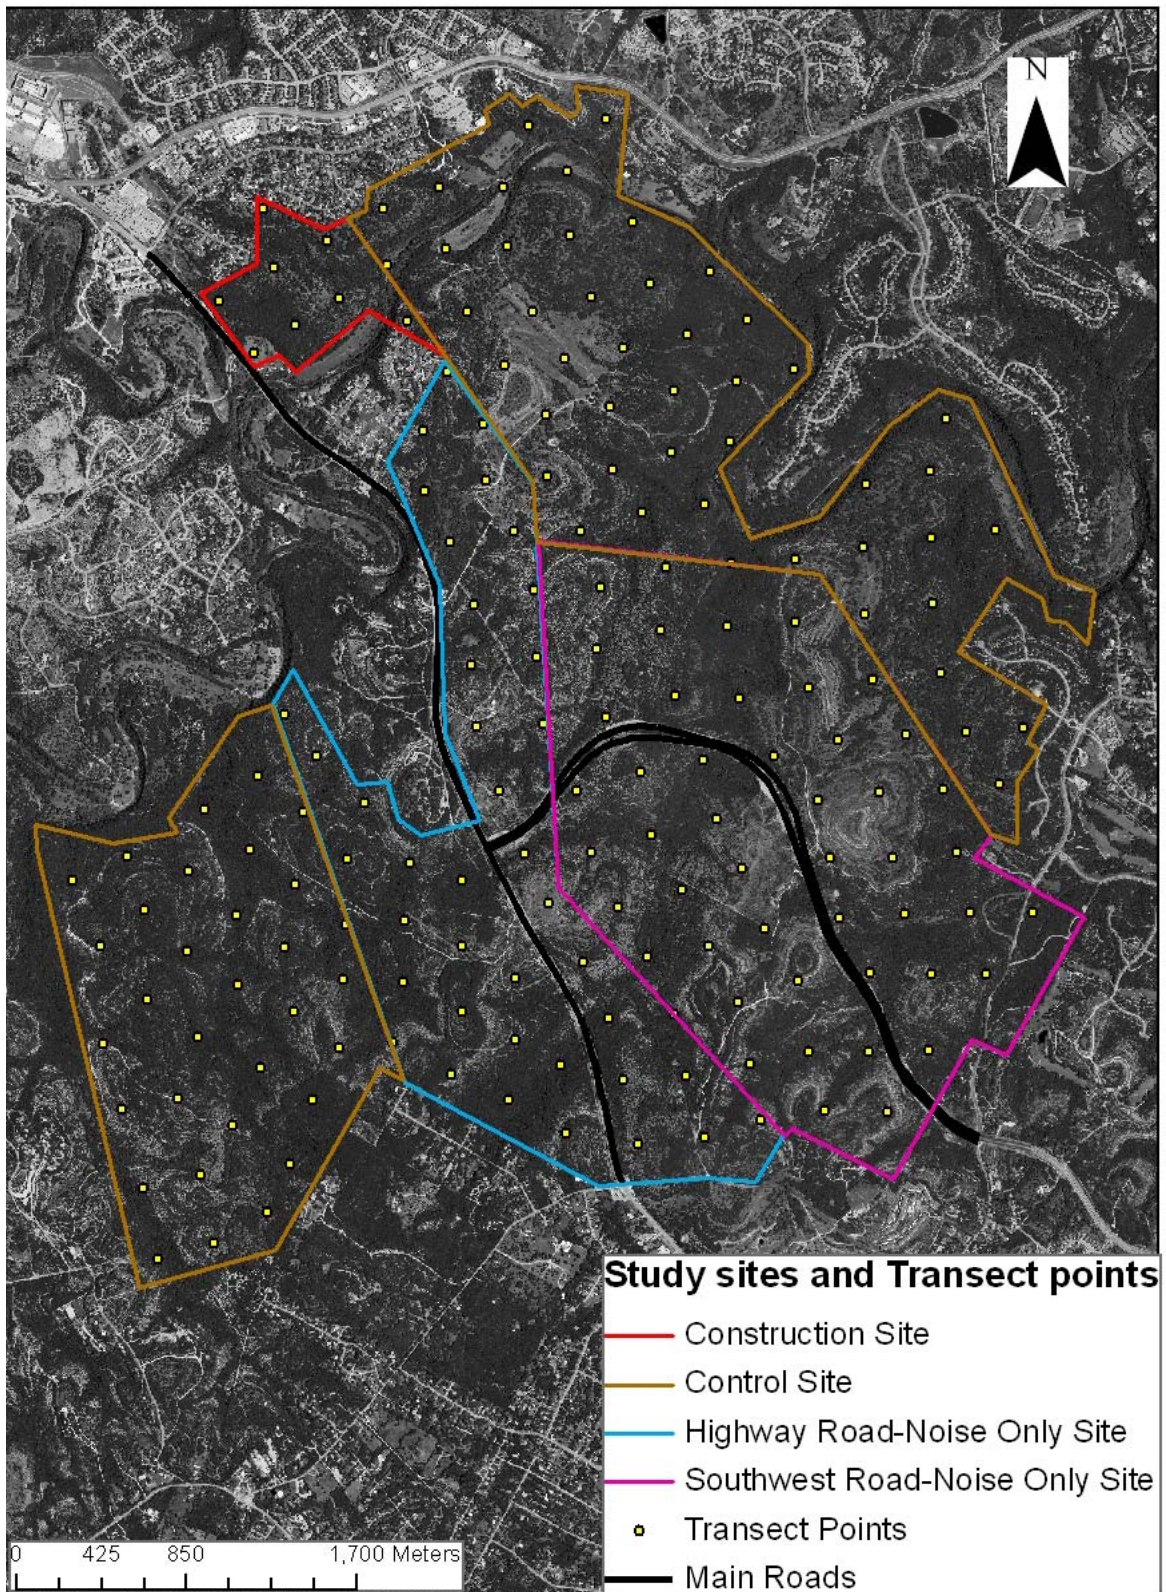 N
Study sites and Transect points
Construction Site
Control Site
Highway Road-Noise Only Site
Southwest Road-Noise Only Site
Transect Points
Main Roads
0 425 850 1,700 Meters